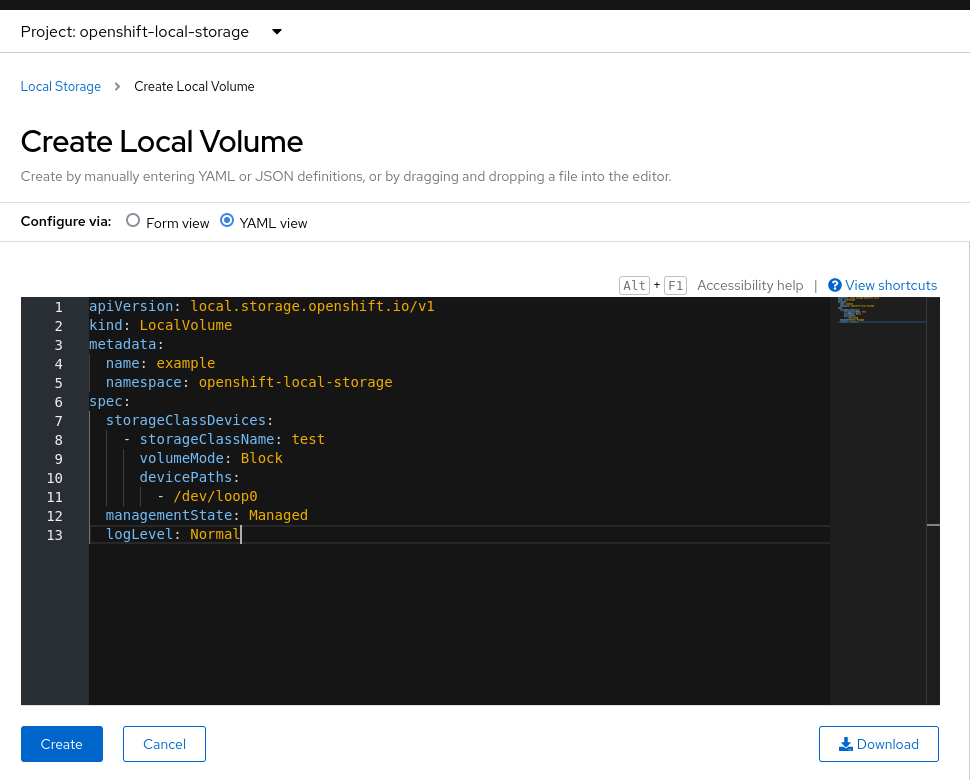 Project: openshift-local-storage
Local Storage > Create Local Volume
Create Local Volume
Create by manually entering YAML or JSON definitions, or by dragging and dropping a file into the editor.
Configure via: Form view YAML view
Alt + F1 Accessibility help | View shortcuts
1 apiVersion: local.storage.openshift.io/v1
2 kind: LocalVolume
3 metadata:
4   name: example
5   namespace: openshift-local-storage
6 spec:
7   storageClassDevices:
8     - storageClassName: test
9       volumeMode: Block
10       devicePaths:
11         - /dev/loop0
12   managementState: Managed
13   logLevel: Normal
Create Cancel Download